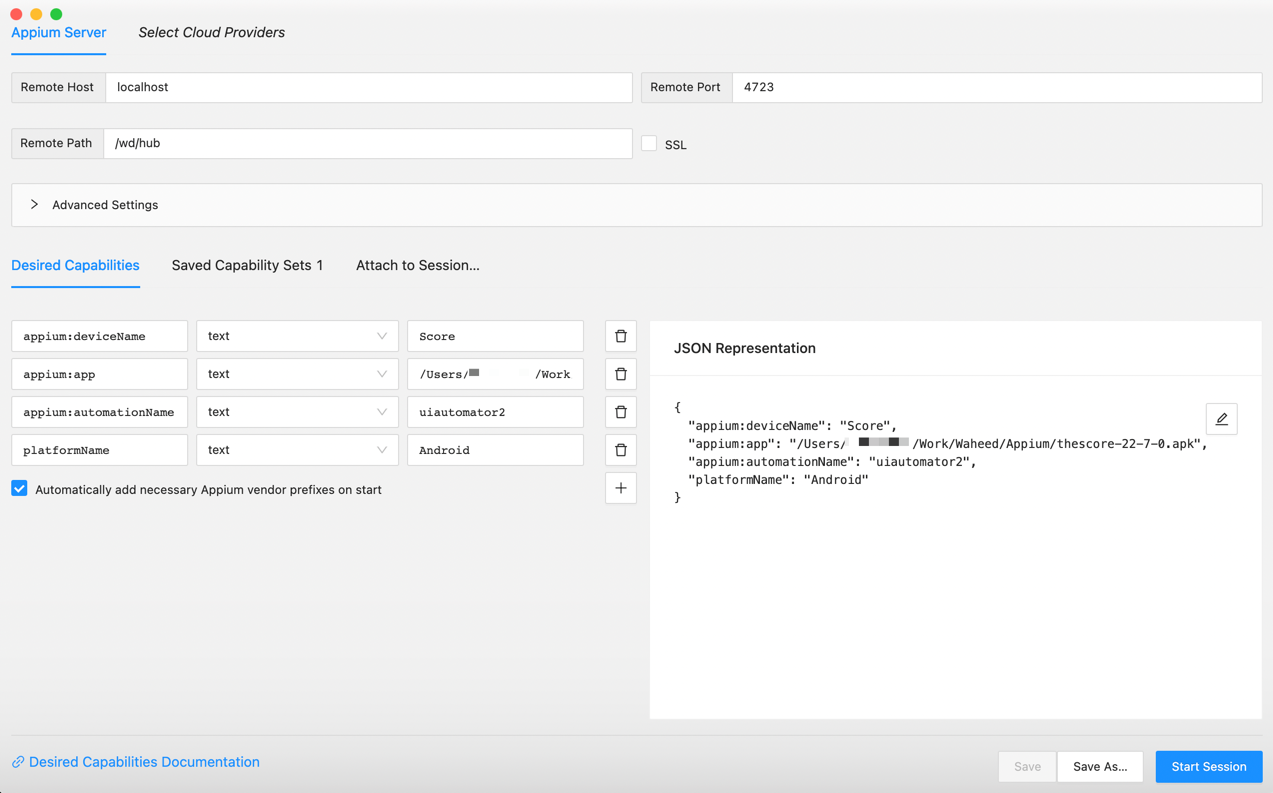 Appium Server Select Cloud Providers
Remote Host localhost Remote Port 4723
Remote Path /wd/hub SSL
Advanced Settings
Desired Capabilities Saved Capability Sets 1 Attach to Session...
appium:deviceName text Score
appium:app text /Users/ /Work
appium:automationName text uiautomator2
platformName text Android
Automatically add necessary Appium vendor prefixes on start
JSON Representation
{
"appium:deviceName": "Score",
"appium:app": "/Users/ /Work/Waheed/Appium/thescore-22-7-0.apk",
"appium:automationName": "uiautomator2",
"platformName": "Android"
}
Desired Capabilities Documentation Save Save As... Start Session